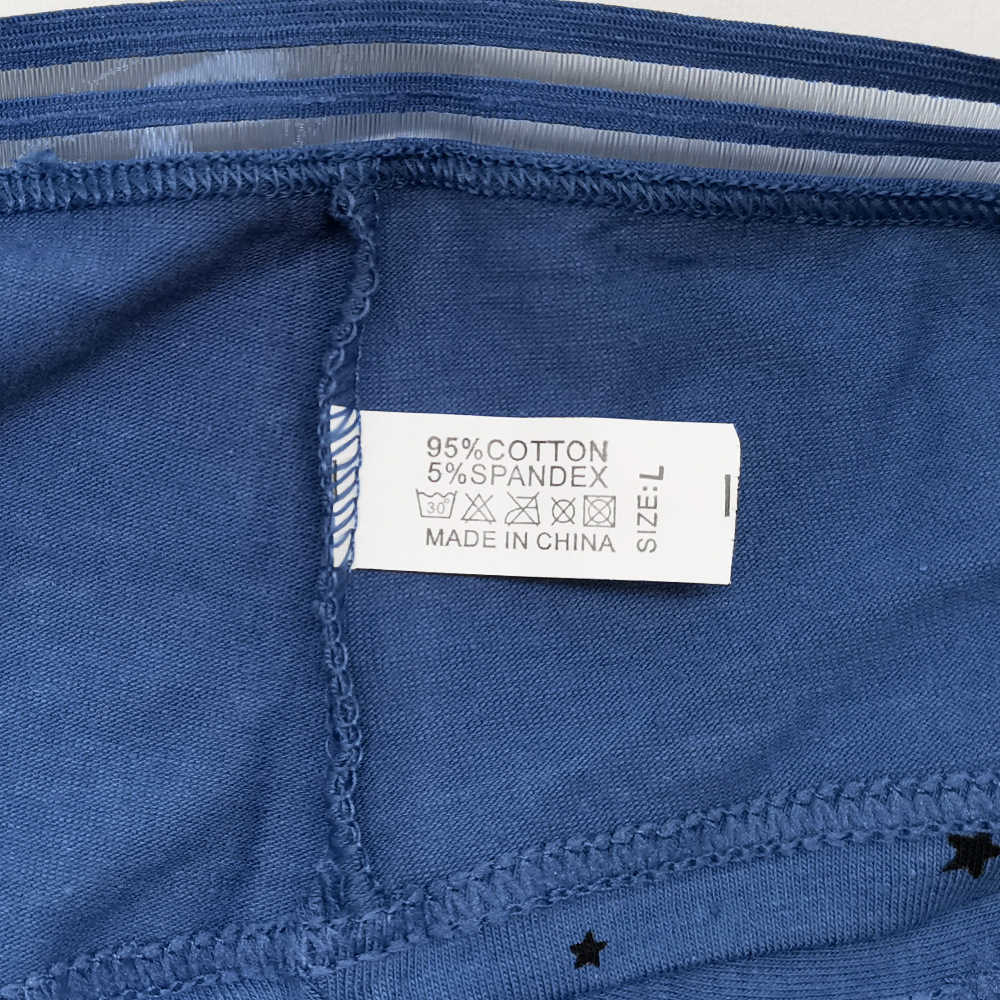 95%COTTON
5%SPANDEX
30°
MADE IN CHINA
SIZE:L